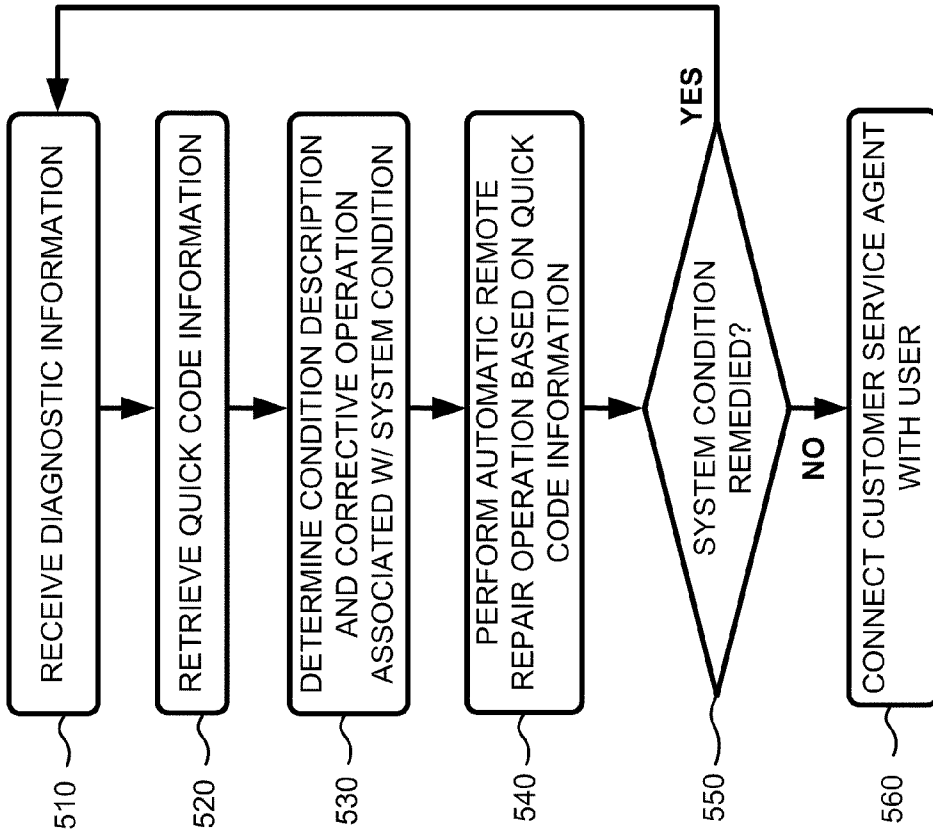 510
RECEIVE DIAGNOSTIC INFORMATION
520
RETRIEVE QUICK CODE INFORMATION
530
DETERMINE CONDITION DESCRIPTION
AND CORRECTIVE OPERATION
ASSOCIATED W/ SYSTEM CONDITION
540
PERFORM AUTOMATIC REMOTE
REPAIR OPERATION BASED ON QUICK
CODE INFORMATION
550
SYSTEM CONDITION
REMEDIED?
YES
NO
560
CONNECT CUSTOMER SERVICE AGENT
WITH USER